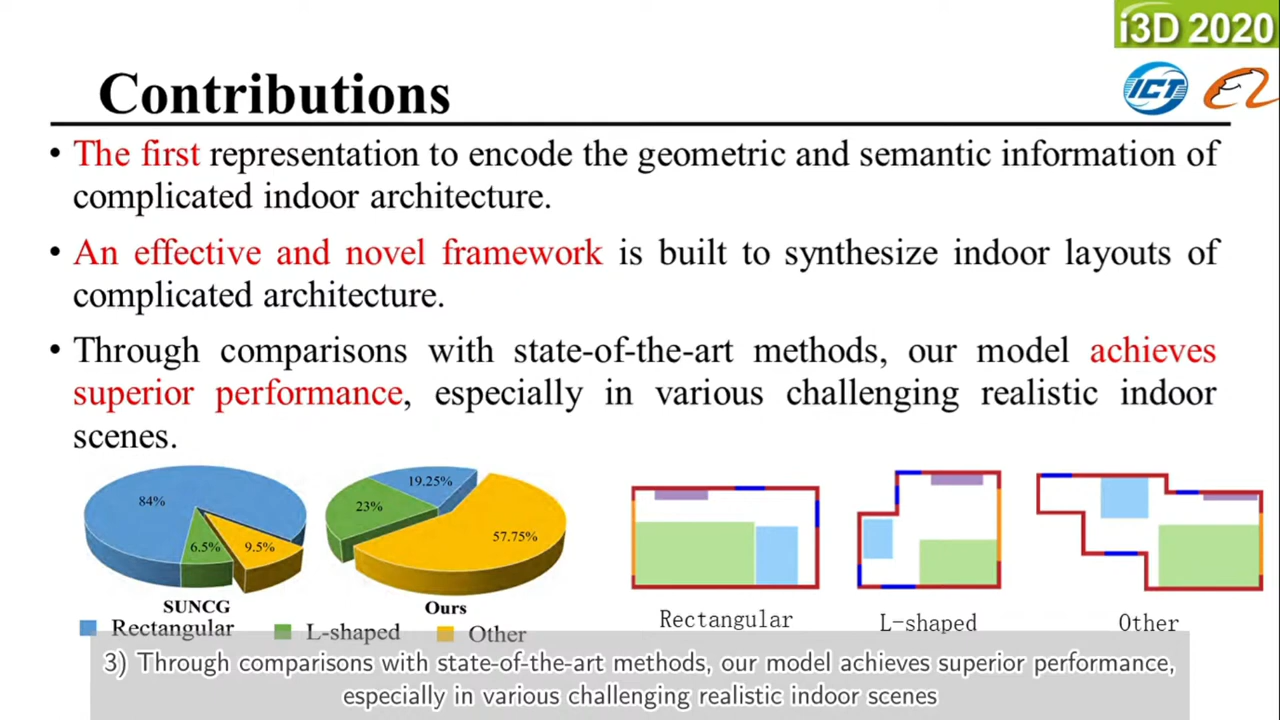 i3D 2020
ICT
Contributions
• The first representation to encode the geometric and semantic information of
complicated indoor architecture.
• An effective and novel framework is built to synthesize indoor layouts of
complicated architecture.
• Through comparisons with state-of-the-art methods, our model achieves
superior performance, especially in various challenging realistic indoor
scenes.
84%
6.5%
9.5%
SUNCG
19.25%
23%
57.75%
Ours
Rectangular
L-shaped
Other
Rectangular
L-shaped
Other
3) Through comparisons with state-of-the-art methods, our model achieves superior performance,
especially in various challenging realistic indoor scenes